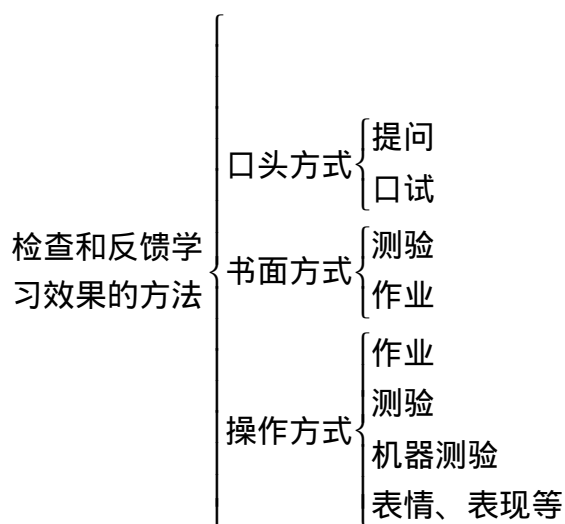 检查和反馈学
习效果的方法
口头方式
提问
口试
书面方式
测验
作业
操作方式
作业
测验
机器测验
表情、表现等